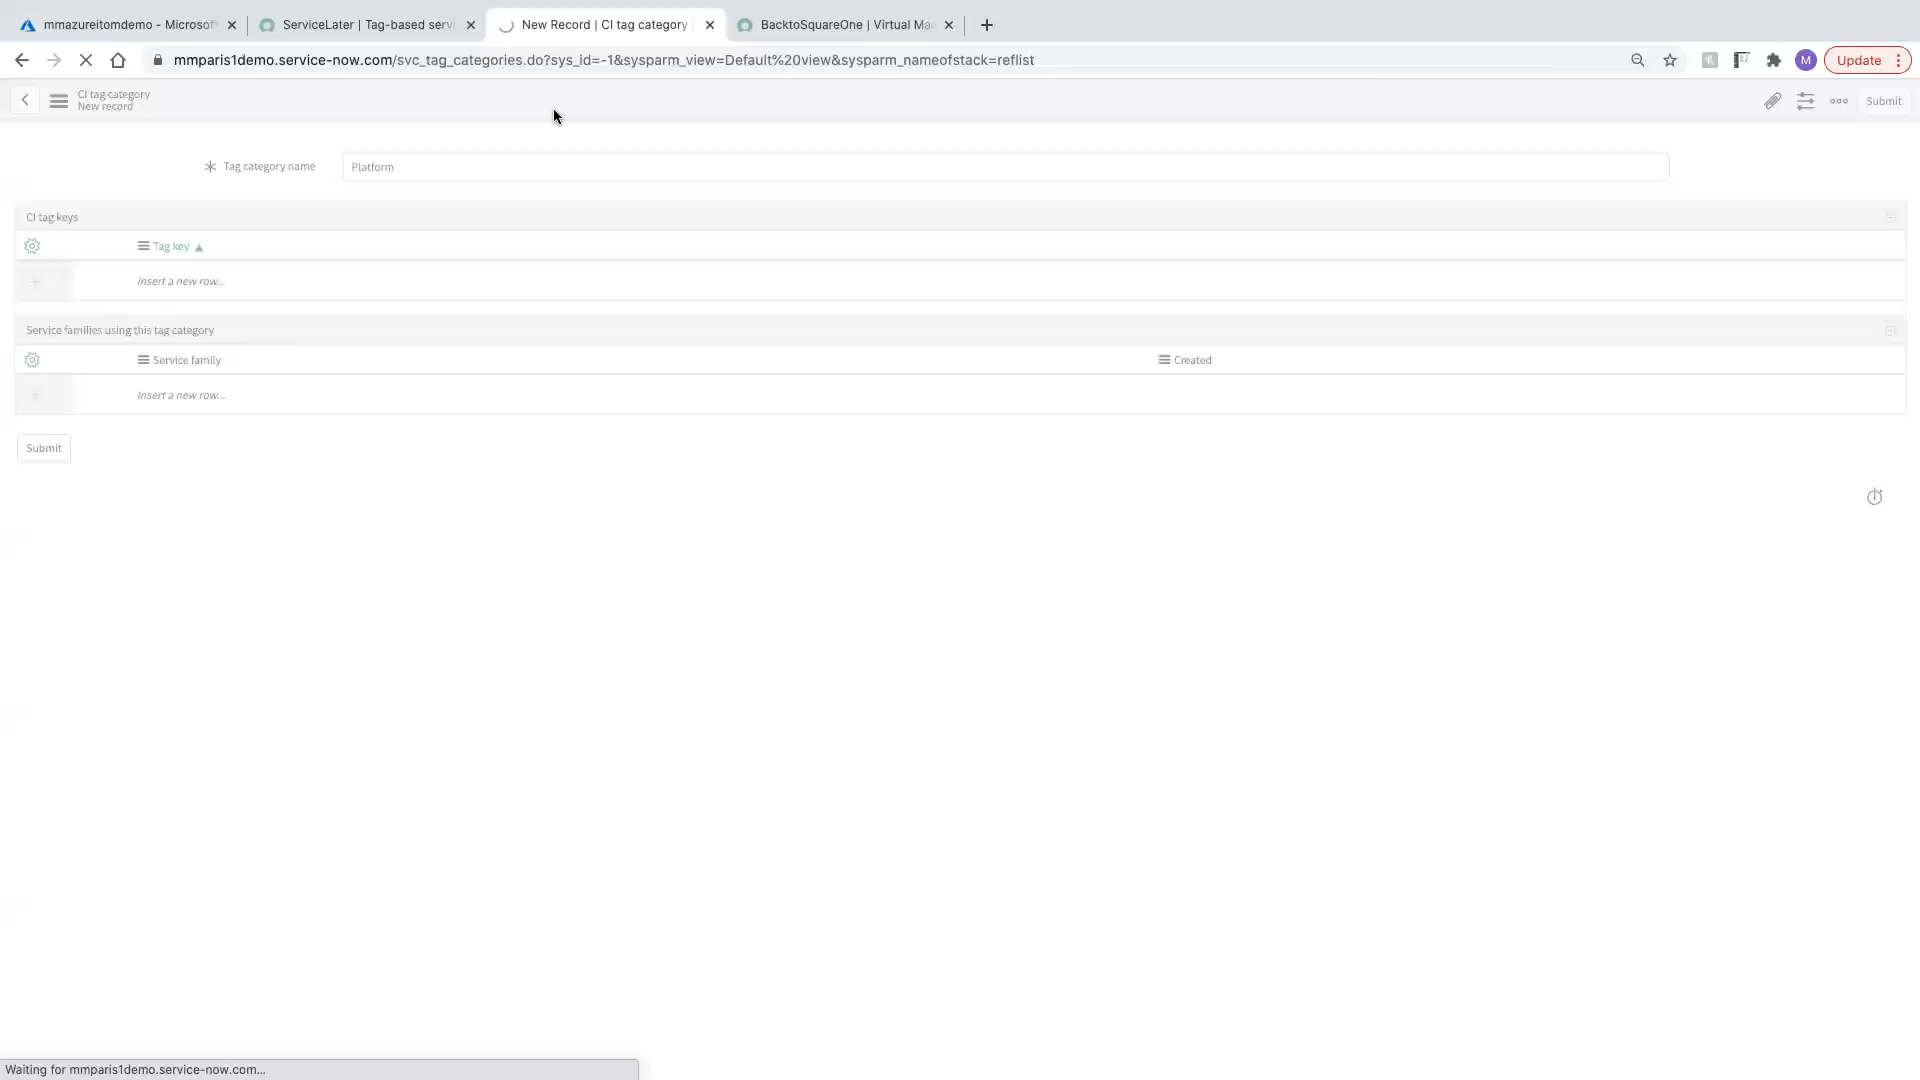 mmazureitomdemo - Microsoft
ServiceLater | Tag-based servi
New Record | CI tag category
BacktoSquareOne | Virtual Mac
mmparis1demo.service-now.com/svc_tag_categories.do?sys_id=-1&sysparm_view=Default%20view&sysparm_nameofstack=reflist
M
Update
CI tag category
New record
Submit
Tag category name
Platform
CI tag keys
Tag key
Insert a new row...
Service families using this tag category
Service family
Created
Insert a new row...
Submit
Waiting for mmparis1demo.service-now.com...